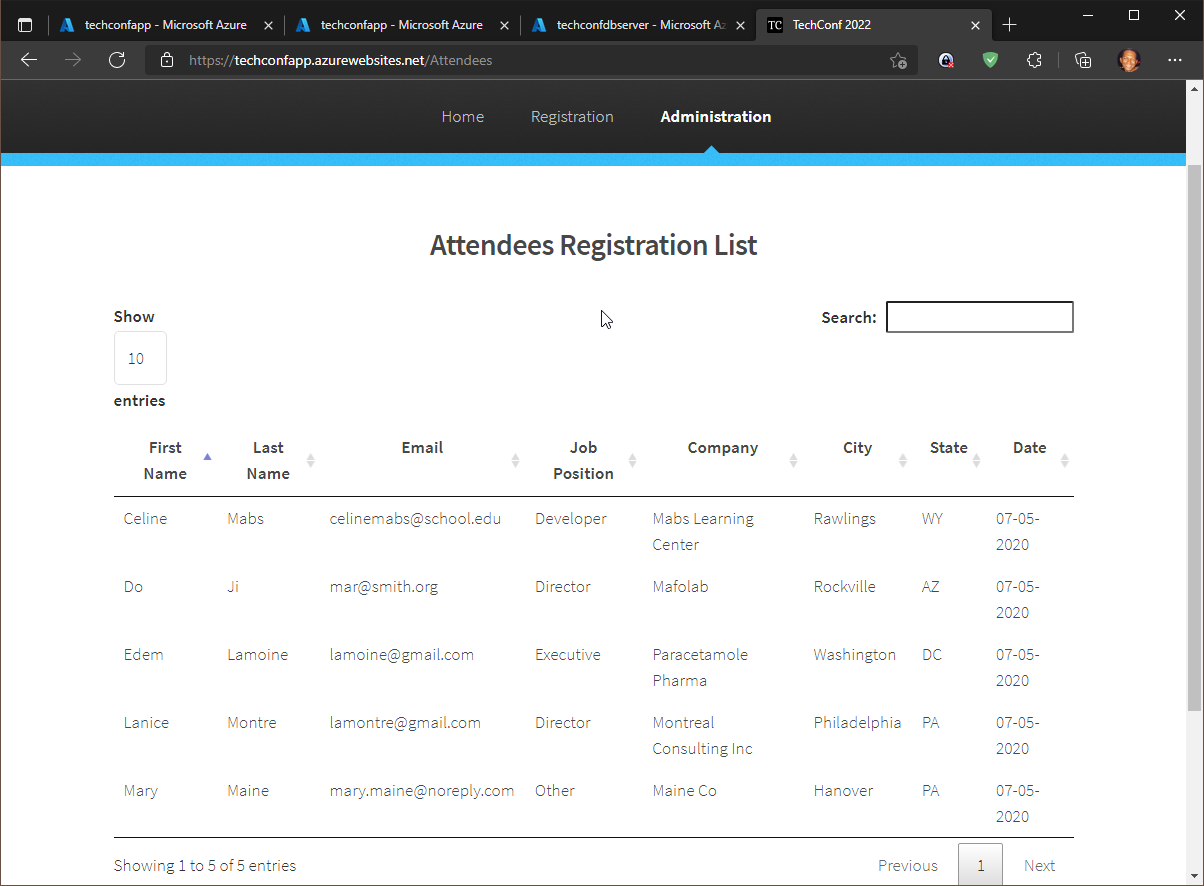 techconfapp - Microsoft Azure techconfapp - Microsoft Azure techconfdbserver - Microsoft Az TC TechConf 2022
https://techconfapp.azurewebsites.net/Attendees
Home Registration Administration
Attendees Registration List
Show
Search:
10
entries
First Name Last Name Email Job Position Company City State Date
Celine Mabs celinemabs@school.edu Developer Mabs Learning Rawlings WY 07-05-
Center 2020
Do Ji mar@smith.org Director Mafolab Rockville AZ 07-05-
2020
Edem Lamoine lamoine@gmail.com Executive Paracetamole Washington DC 07-05-
Pharma 2020
Lanice Montre lamontre@gmail.com Director Montreal Philadelphia PA 07-05-
Consulting Inc 2020
Mary Maine mary.maine@noreply.com Other Maine Co Hanover PA 07-05-
2020
Showing 1 to 5 of 5 entries Previous 1 Next